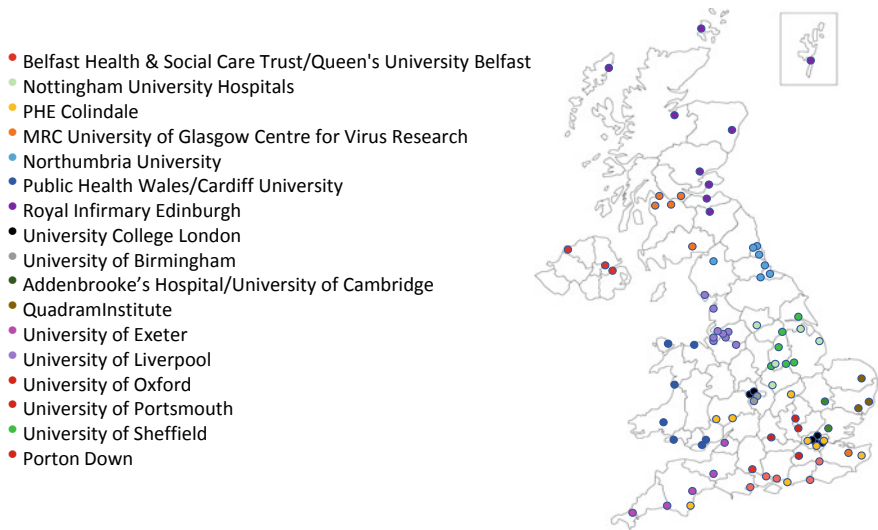 Belfast Health & Social Care Trust/Queen's University Belfast
Nottingham University Hospitals
PHE Colindale
MRC University of Glasgow Centre for Virus Research
Northumbria University
Public Health Wales/Cardiff University
Royal Infirmary Edinburgh
University College London
University of Birmingham
Addenbrooke’s Hospital/University of Cambridge
QuadramInstitute
University of Exeter
University of Liverpool
University of Oxford
University of Portsmouth
University of Sheffield
Porton Down